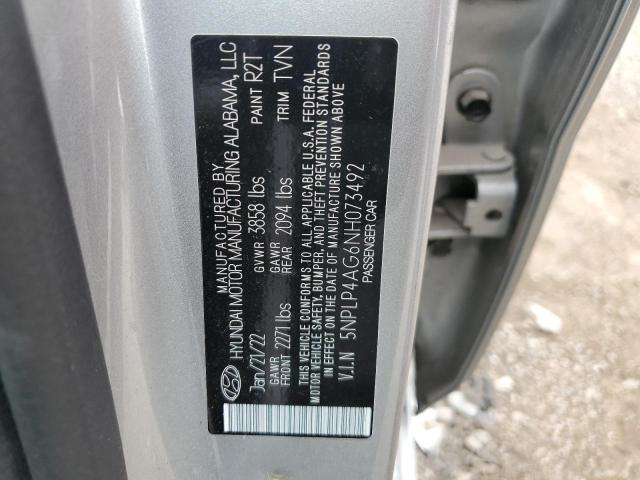 MANUFACTURED BY
HYUNDAI MOTOR MANUFACTURING ALABAMA, LLC
Jan/21/22 GVWR 3858 lbs PAINT R2T
GAWR FRONT 2271 lbs GAWR REAR 2094 lbs TRIM TVN
THIS VEHICLE CONFORMS TO ALL APPLICABLE U.S.A. FEDERAL
MOTOR VEHICLE SAFETY, BUMPER, AND THEFT PREVENTION STANDARDS
IN EFFECT ON THE DATE OF MANUFACTURE SHOWN ABOVE
V.I.N 5NPLP4AG6NH073492
PASSENGER CAR